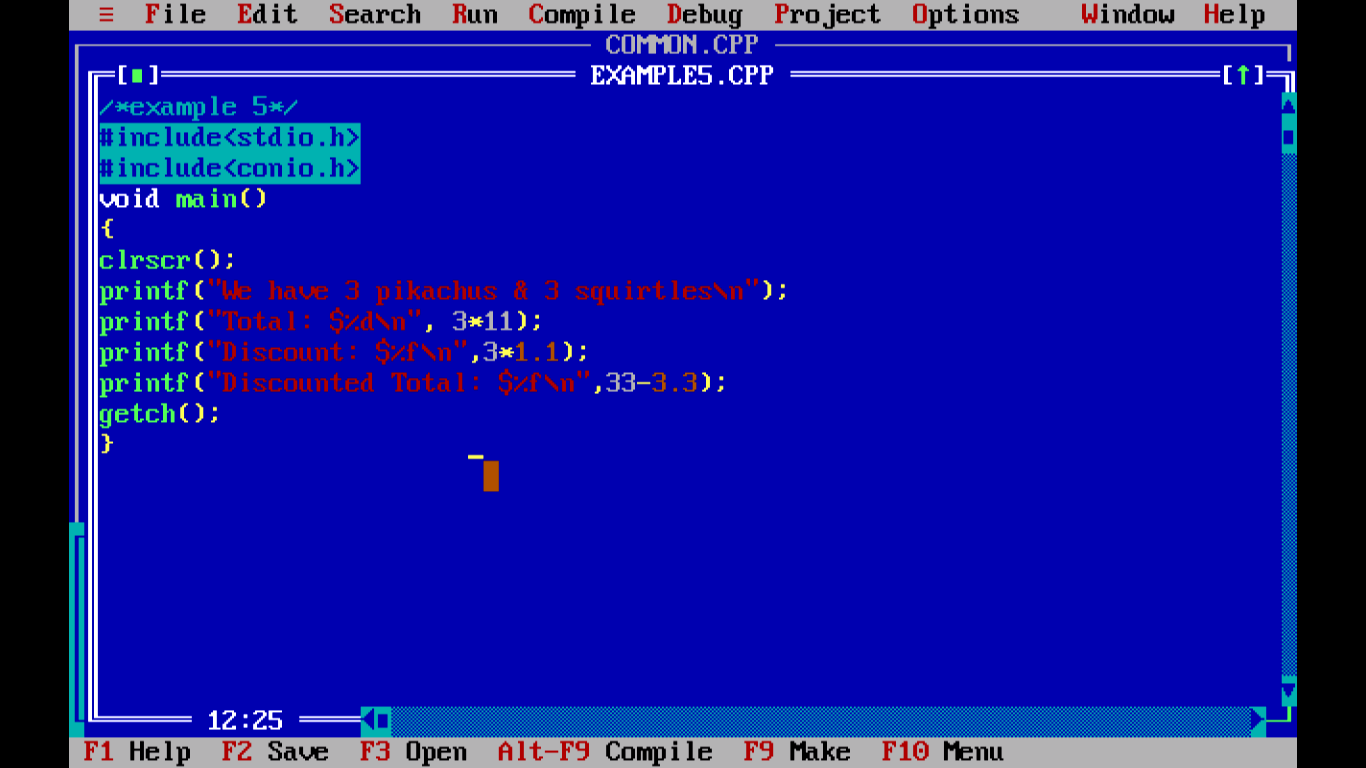 ≡ File Edit Search Run Compile Debug Project Options Window Help
COMMON.CPP
[■] EXAMPLE5.CPP [↑]
/*example 5*/
#include<stdio.h>
#include<conio.h>
void main()
{
clrscr();
printf("We have 3 pikachus & 3 squirtles\n");
printf("Total: $%d\n", 3*11);
printf("Discount: $%f\n",3*1.1);
printf("Discounted Total: $%f\n",33-3.3);
getch();
}
12:25
F1 Help F2 Save F3 Open Alt-F9 Compile F9 Make F10 Menu